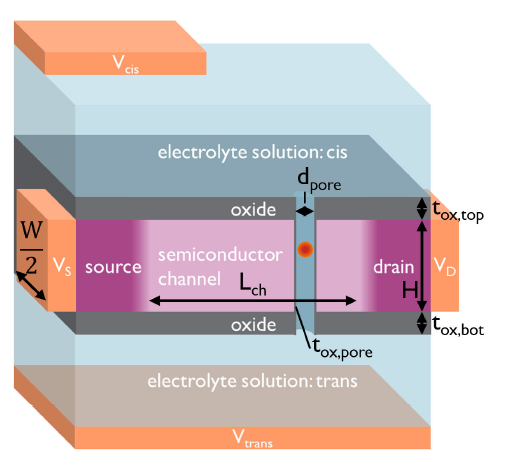 V_cis
electrolyte solution: cis
d_pore
oxide
t_ox,top
W/2
V_S
source
semiconductor
channel
drain
V_D
L_ch
H
oxide
t_ox,bot
t_ox,pore
electrolyte solution: trans
V_trans